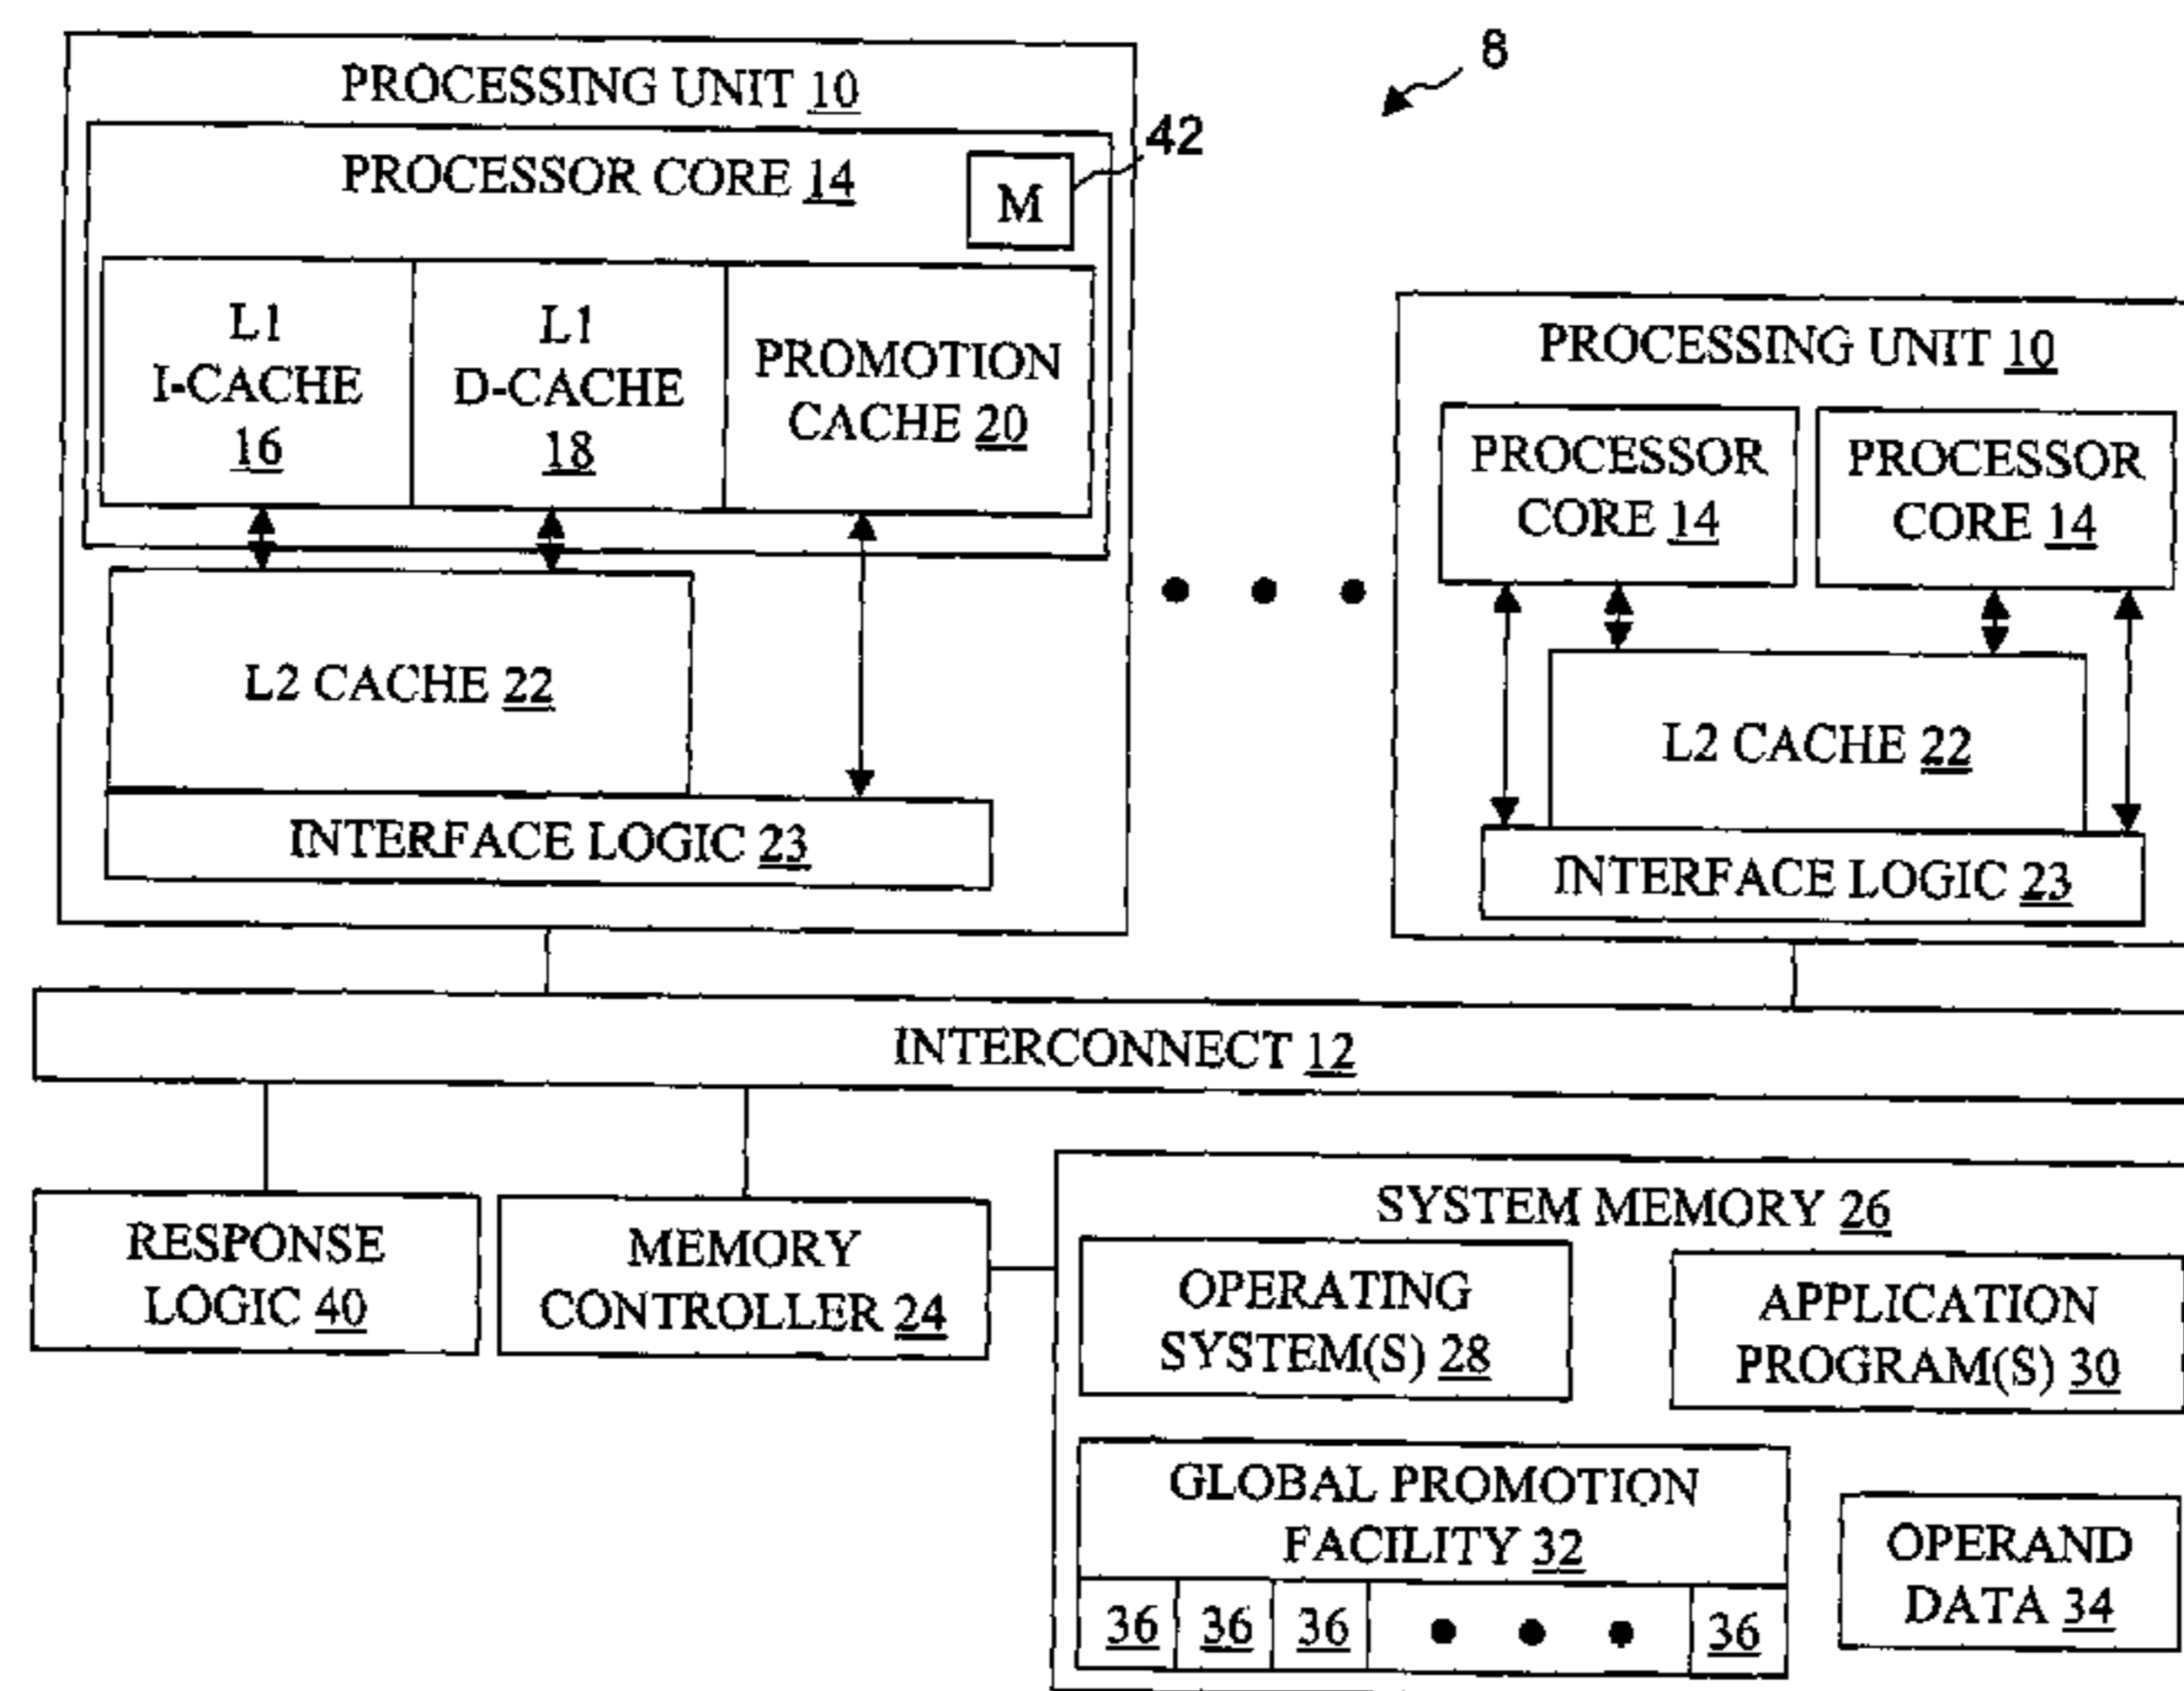 8
PROCESSING UNIT 10
42
PROCESSOR CORE 14
M
L1
I-CACHE
16
L1
D-CACHE
18
PROMOTION
CACHE 20
L2 CACHE 22
INTERFACE LOGIC 23
PROCESSING UNIT 10
PROCESSOR
CORE 14
PROCESSOR
CORE 14
L2 CACHE 22
INTERFACE LOGIC 23
INTERCONNECT 12
RESPONSE
LOGIC 40
MEMORY
CONTROLLER 24
SYSTEM MEMORY 26
OPERATING
SYSTEM(S) 28
APPLICATION
PROGRAM(S) 30
GLOBAL PROMOTION
FACILITY 32
36 36 36 36
OPERAND
DATA 34